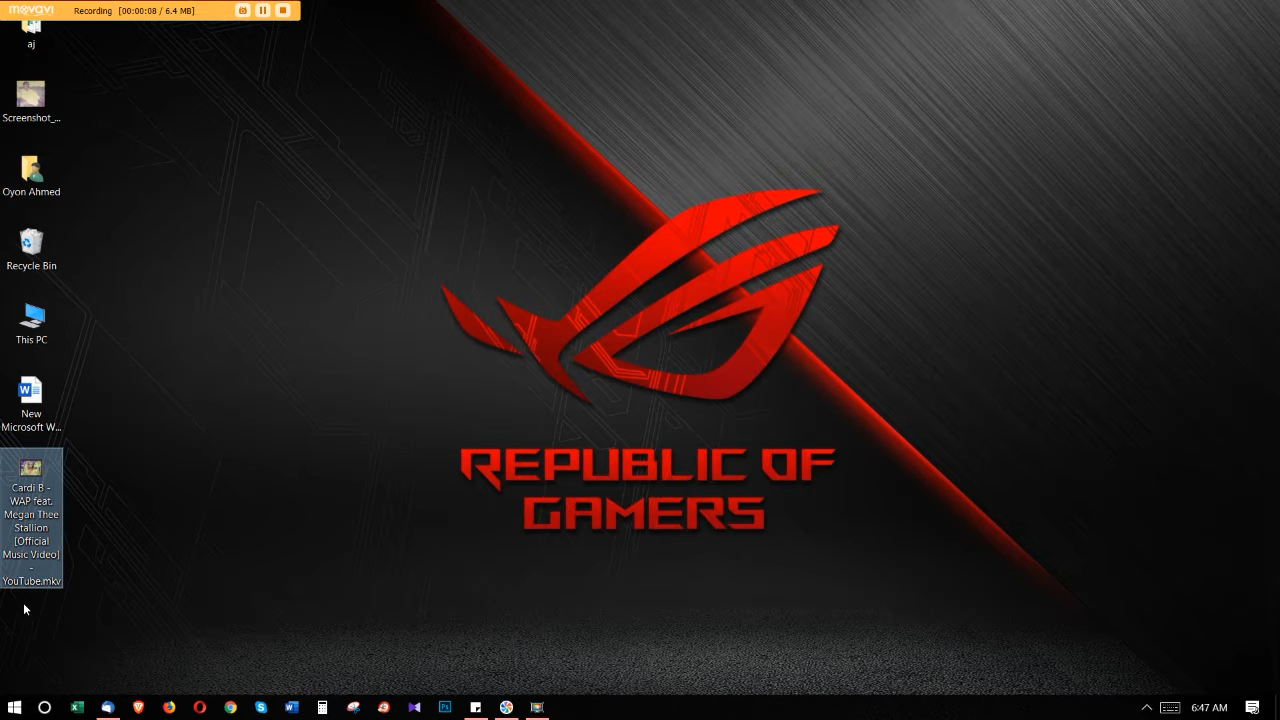 movavi Recording [00:00:08 / 6.4 MB]
aj
Screenshot_...
Oyon Ahmed
Recycle Bin
This PC
New
Microsoft W...
Cardi B -
WAP feat.
Megan Thee
Stallion
[Official
Music Video]
-
YouTube.mkv
REPUBLIC OF
GAMERS
6:47 AM